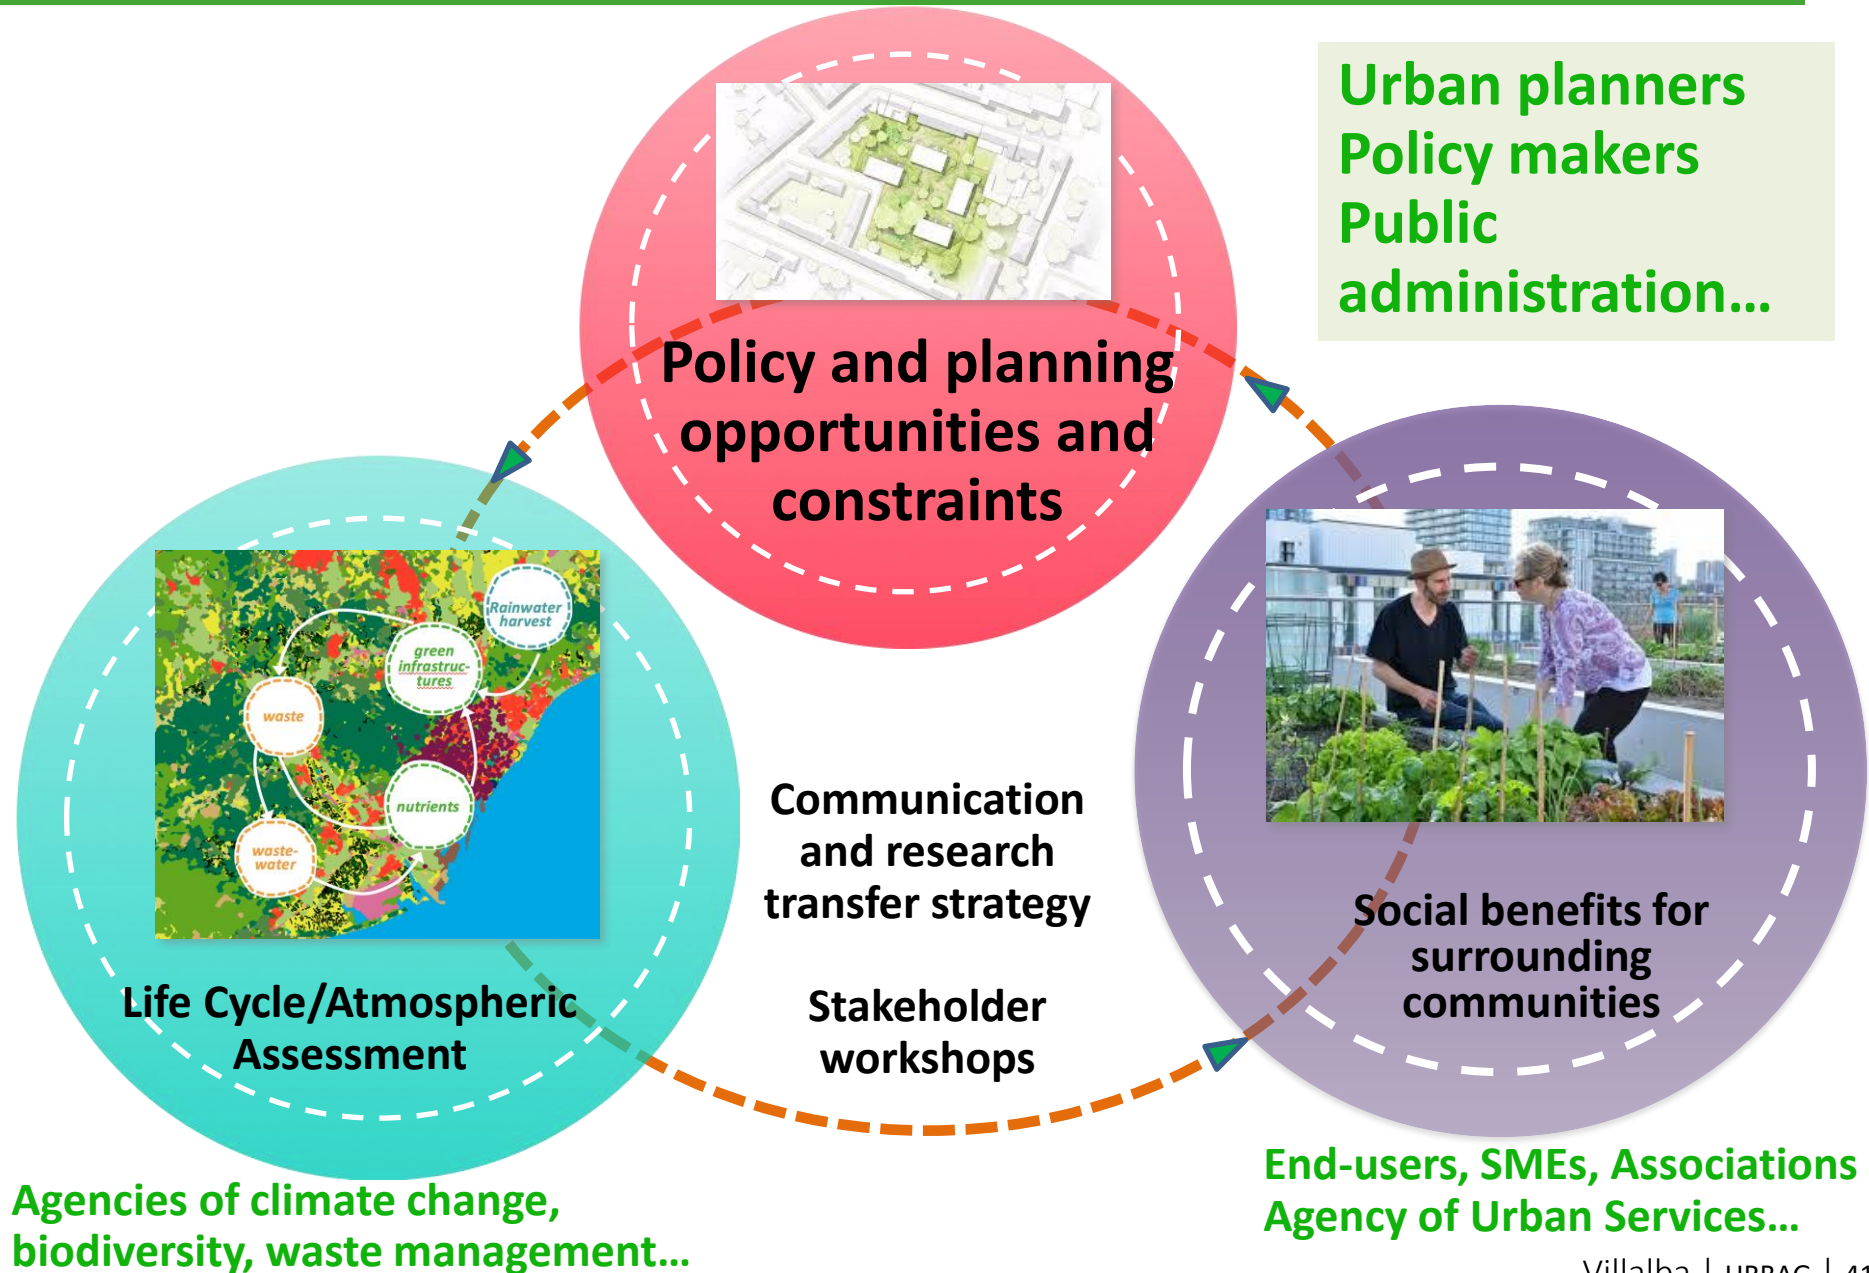 Urban planners
Policy makers
Public
administration...
Policy and planning
opportunities and
constraints
Rainwater
harvest
green
infrastruc-
tures
waste
nutrients
waste-
water
Life Cycle/Atmospheric
Assessment
Communication
and research
transfer strategy
Stakeholder
workshops
Social benefits for
surrounding
communities
Agencies of climate change,
biodiversity, waste management...
End-users, SMEs, Associations
Agency of Urban Services...
Villalba | URBAG | 41